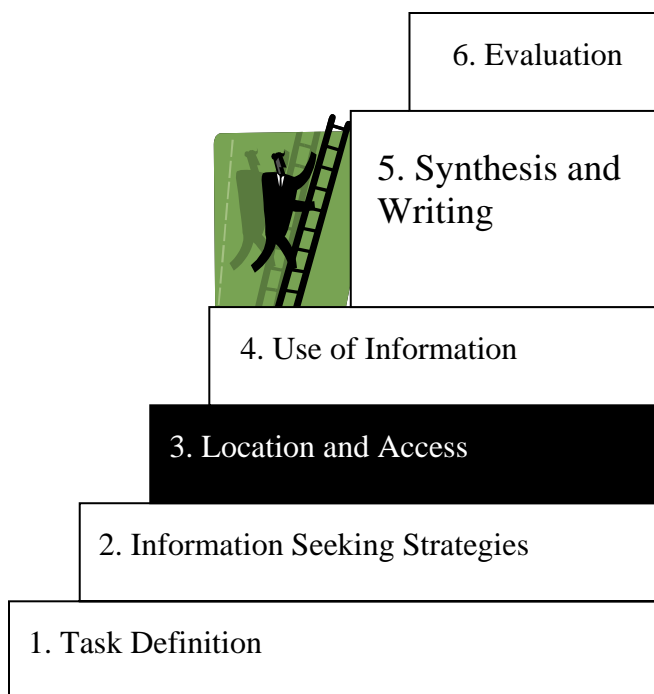 6. Evaluation
5. Synthesis and
Writing
4. Use of Information
3. Location and Access
2. Information Seeking Strategies
1. Task Definition